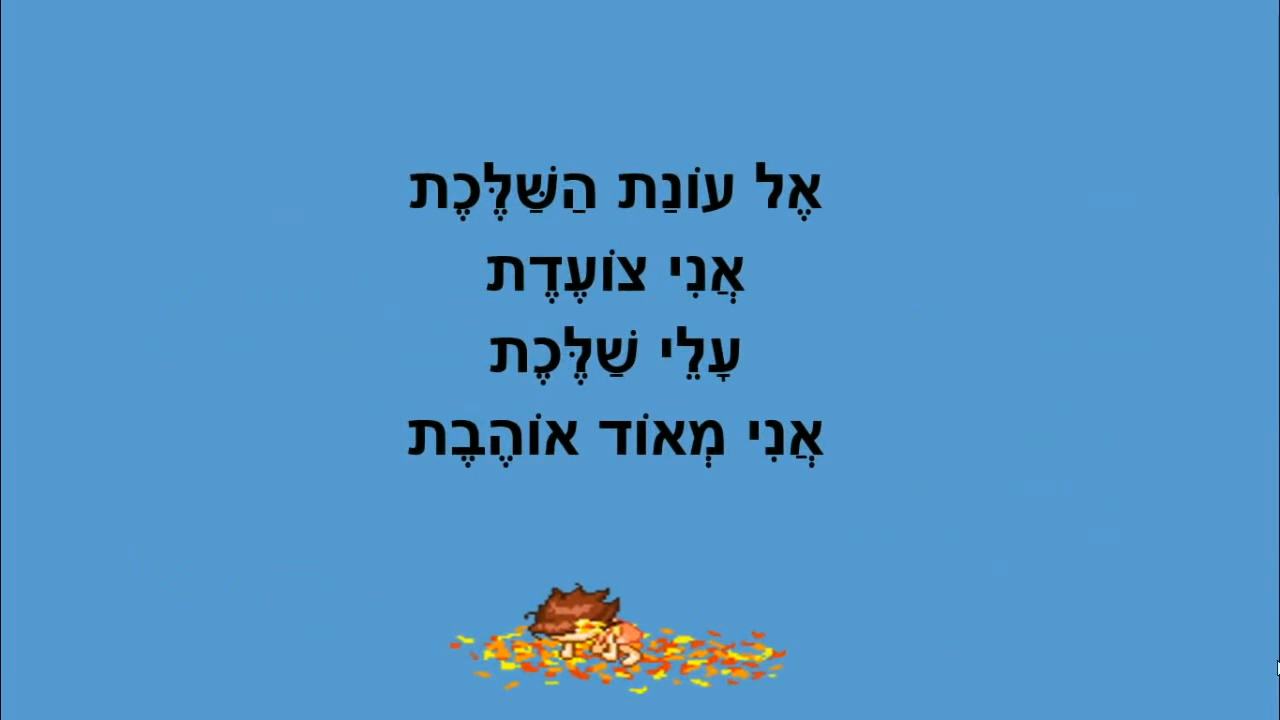 אֶל עוֹנַת הַשַּׁלֶּכֶת
אֲנִי צוֹעֶדֶת
עָלֵי שַׁלֶּכֶת
אֲנִי מְאוֹד אוֹהֶבֶת